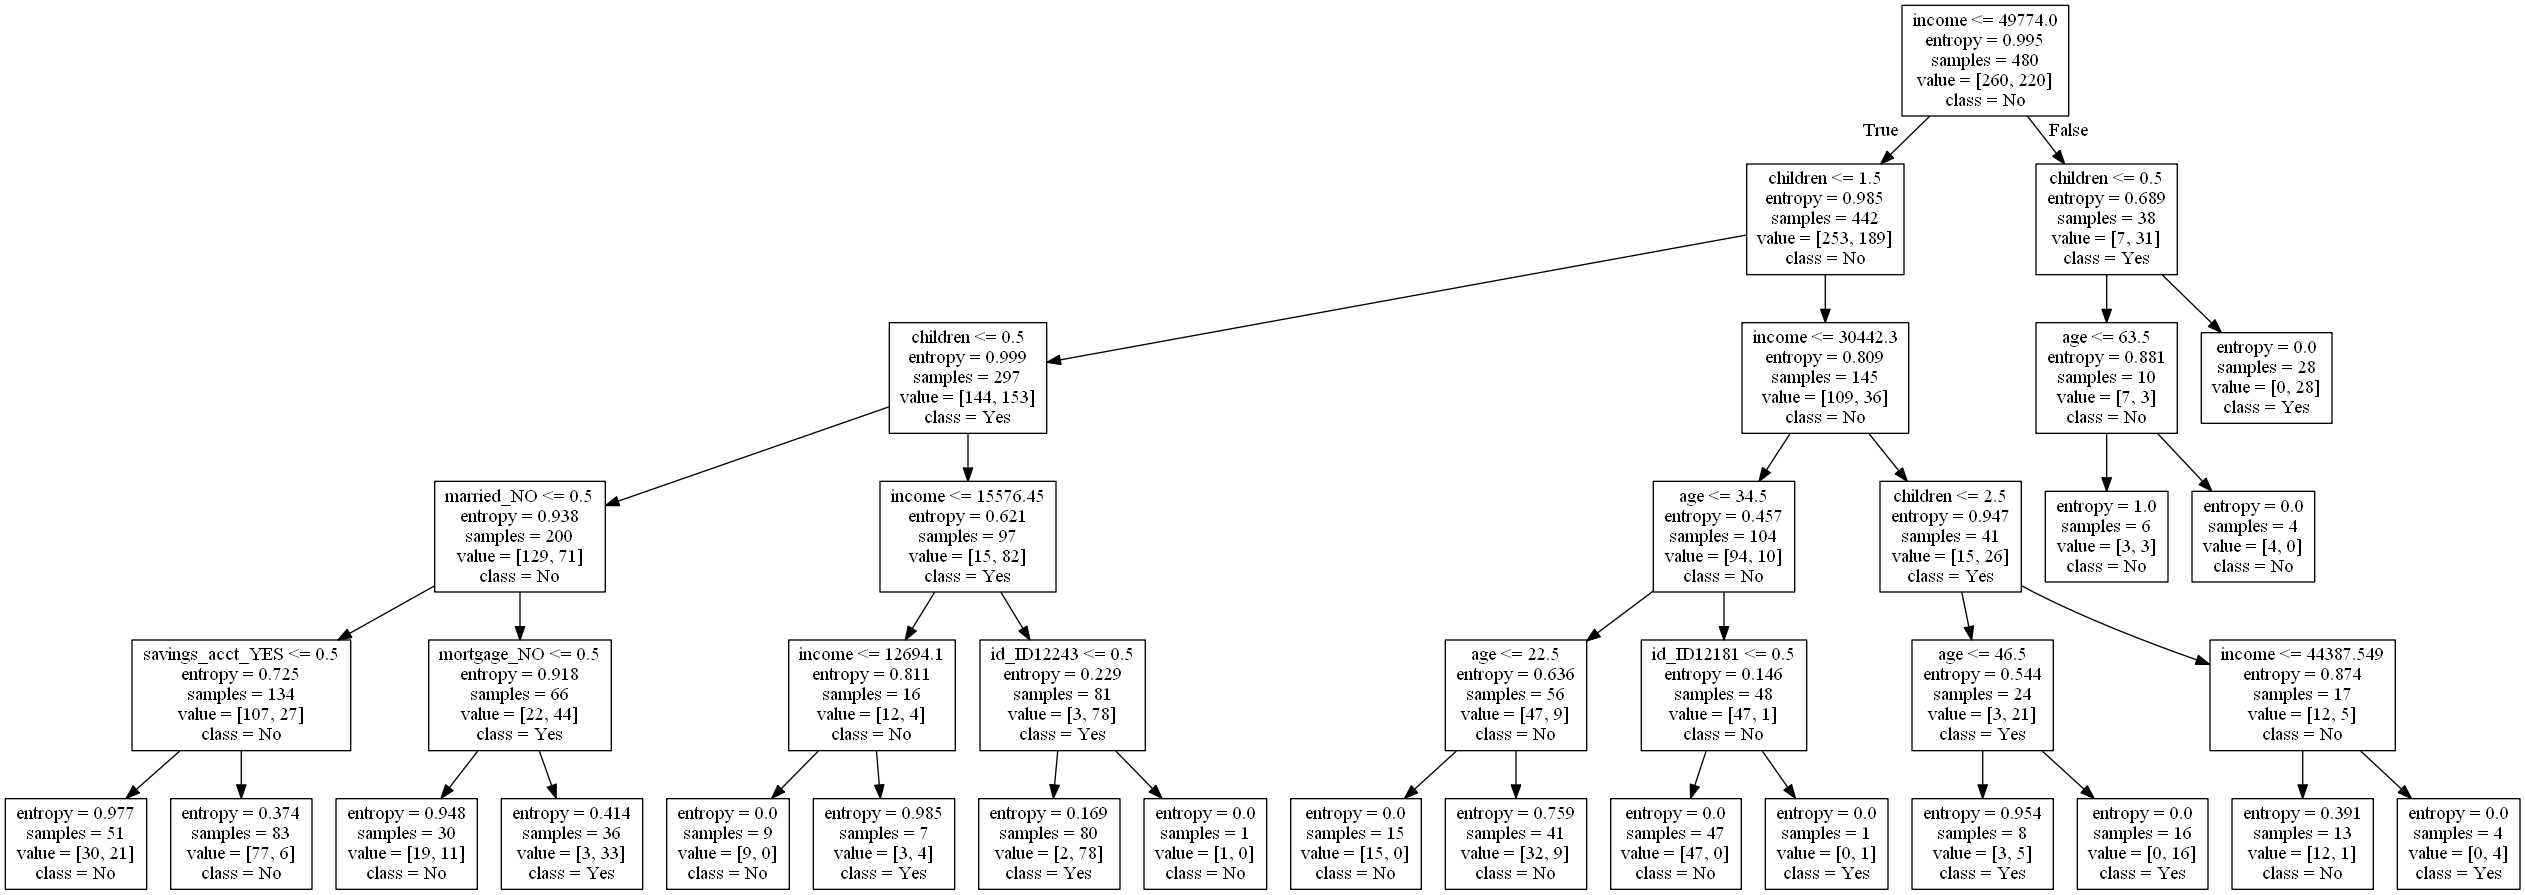 income <= 49774.0
entropy = 0.995
samples = 480
value = [260, 220]
class = No
True
False
children <= 1.5
entropy = 0.985
samples = 442
value = [253, 189]
class = No
children <= 0.5
entropy = 0.689
samples = 38
value = [7, 31]
class = Yes
children <= 0.5
entropy = 0.999
samples = 297
value = [144, 153]
class = Yes
income <= 30442.3
entropy = 0.809
samples = 145
value = [109, 36]
class = No
age <= 63.5
entropy = 0.881
samples = 10
value = [7, 3]
class = No
entropy = 0.0
samples = 28
value = [0, 28]
class = Yes
married_NO <= 0.5
entropy = 0.938
samples = 200
value = [129, 71]
class = No
income <= 15576.45
entropy = 0.621
samples = 97
value = [15, 82]
class = Yes
age <= 34.5
entropy = 0.457
samples = 104
value = [94, 10]
class = No
children <= 2.5
entropy = 0.947
samples = 41
value = [15, 26]
class = Yes
entropy = 1.0
samples = 6
value = [3, 3]
class = No
entropy = 0.0
samples = 4
value = [4, 0]
class = No
savings_acct_YES <= 0.5
entropy = 0.725
samples = 134
value = [107, 27]
class = No
mortgage_NO <= 0.5
entropy = 0.918
samples = 66
value = [22, 44]
class = Yes
income <= 12694.1
entropy = 0.811
samples = 16
value = [12, 4]
class = No
id_ID12243 <= 0.5
entropy = 0.229
samples = 81
value = [3, 78]
class = Yes
age <= 22.5
entropy = 0.636
samples = 56
value = [47, 9]
class = No
id_ID12181 <= 0.5
entropy = 0.146
samples = 48
value = [47, 1]
class = No
age <= 46.5
entropy = 0.544
samples = 24
value = [3, 21]
class = Yes
income <= 44387.549
entropy = 0.874
samples = 17
value = [12, 5]
class = No
entropy = 0.977
samples = 51
value = [30, 21]
class = No
entropy = 0.374
samples = 83
value = [77, 6]
class = No
entropy = 0.948
samples = 30
value = [19, 11]
class = No
entropy = 0.414
samples = 36
value = [3, 33]
class = Yes
entropy = 0.0
samples = 9
value = [9, 0]
class = No
entropy = 0.985
samples = 7
value = [3, 4]
class = Yes
entropy = 0.169
samples = 80
value = [2, 78]
class = Yes
entropy = 0.0
samples = 1
value = [1, 0]
class = No
entropy = 0.0
samples = 15
value = [15, 0]
class = No
entropy = 0.759
samples = 41
value = [32, 9]
class = No
entropy = 0.0
samples = 47
value = [47, 0]
class = No
entropy = 0.0
samples = 1
value = [0, 1]
class = Yes
entropy = 0.954
samples = 8
value = [3, 5]
class = Yes
entropy = 0.0
samples = 16
value = [0, 16]
class = Yes
entropy = 0.391
samples = 13
value = [12, 1]
class = No
entropy = 0.0
samples = 4
value = [0, 4]
class = Yes